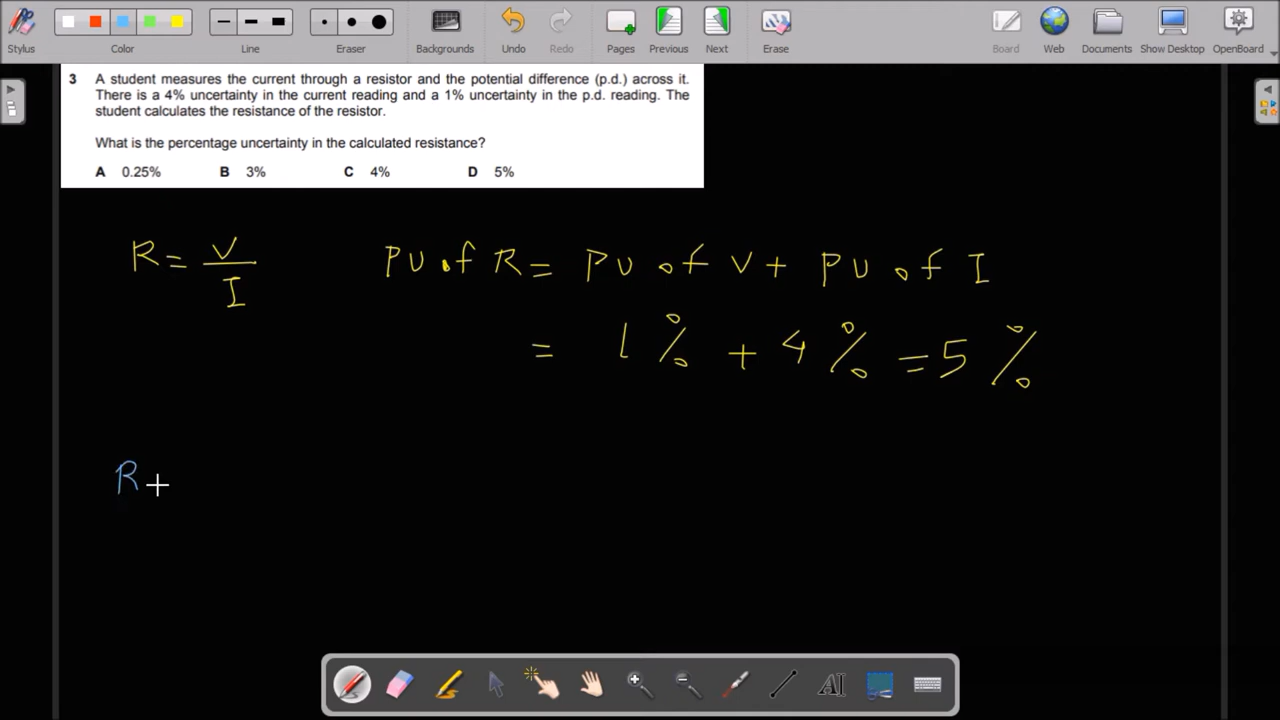 Stylus Color Line Eraser Backgrounds Undo Redo Pages Previous Next Erase Board Web Documents Show Desktop OpenBoard
3 A student measures the current through a resistor and the potential difference (p.d.) across it.
There is a 4% uncertainty in the current reading and a 1% uncertainty in the p.d. reading. The
student calculates the resistance of the resistor.
What is the percentage uncertainty in the calculated resistance?
A 0.25% B 3% C 4% D 5%
R = V/I PU of R = PU of V + PU of I
= 1% + 4% = 5%
R
AI